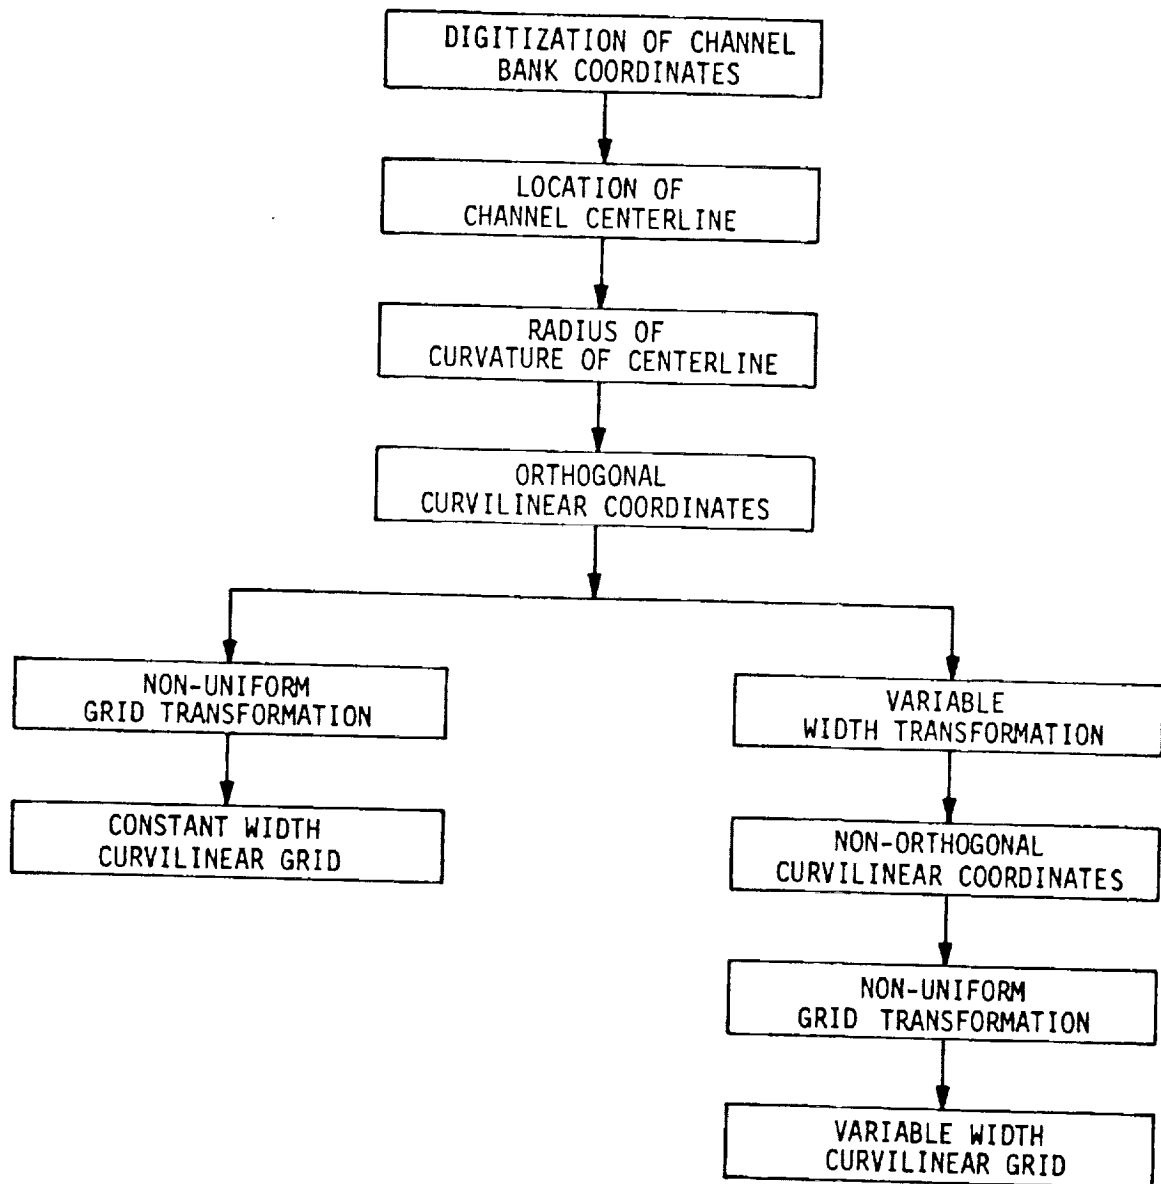 DIGITIZATION OF CHANNEL
BANK COORDINATES
LOCATION OF
CHANNEL CENTERLINE
RADIUS OF
CURVATURE OF CENTERLINE
ORTHOGONAL
CURVILINEAR COORDINATES
NON-UNIFORM
GRID TRANSFORMATION
CONSTANT WIDTH
CURVILINEAR GRID
VARIABLE
WIDTH TRANSFORMATION
NON-ORTHOGONAL
CURVILINEAR COORDINATES
NON-UNIFORM
GRID TRANSFORMATION
VARIABLE WIDTH
CURVILINEAR GRID